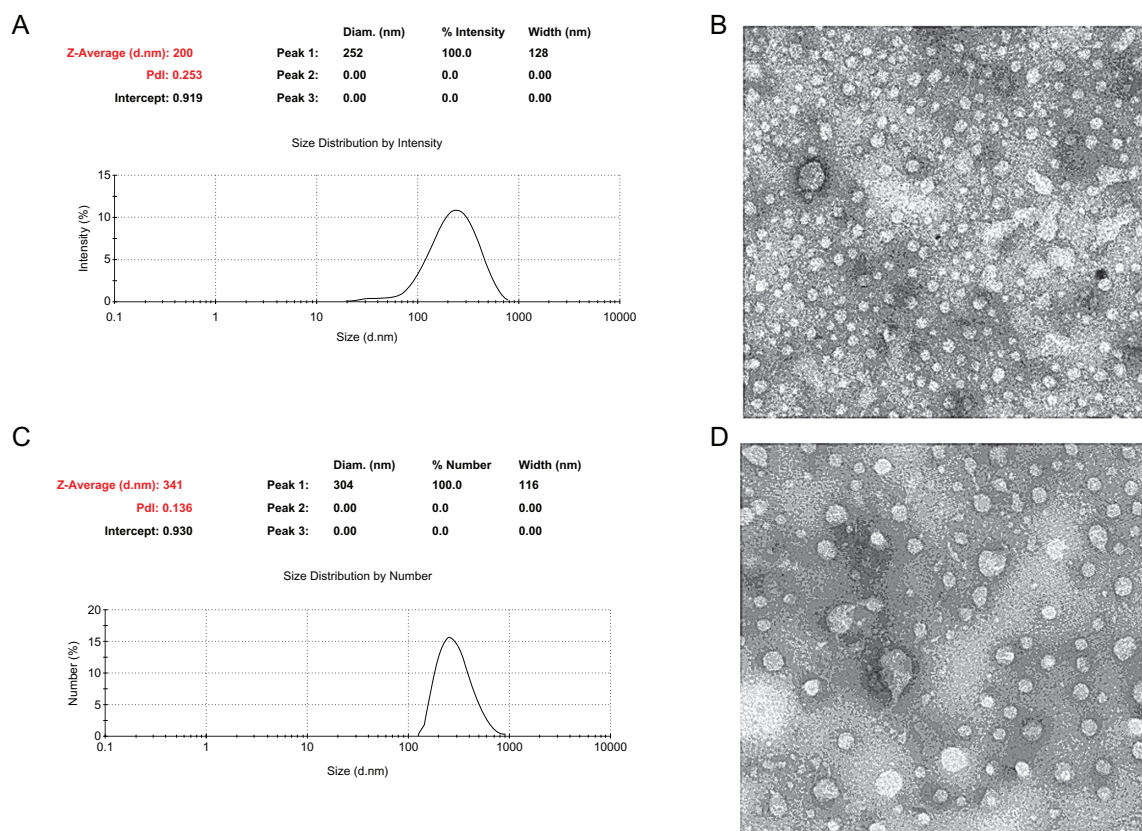 A
Diam. (nm) % Intensity Width (nm)
Z-Average (d.nm): 200 Peak 1: 252 100.0 128
PdI: 0.253 Peak 2: 0.00 0.0 0.00
Intercept: 0.919 Peak 3: 0.00 0.0 0.00
Size Distribution by Intensity
15
10
5
0
Intensity (%)
0.1 1 10 100 1000 10000
Size (d.nm)
B
C
Diam. (nm) % Number Width (nm)
Z-Average (d.nm): 341 Peak 1: 304 100.0 116
PdI: 0.136 Peak 2: 0.00 0.0 0.00
Intercept: 0.930 Peak 3: 0.00 0.0 0.00
Size Distribution by Number
20
15
10
5
0
Number (%)
0.1 1 10 100 1000 10000
Size (d.nm)
D